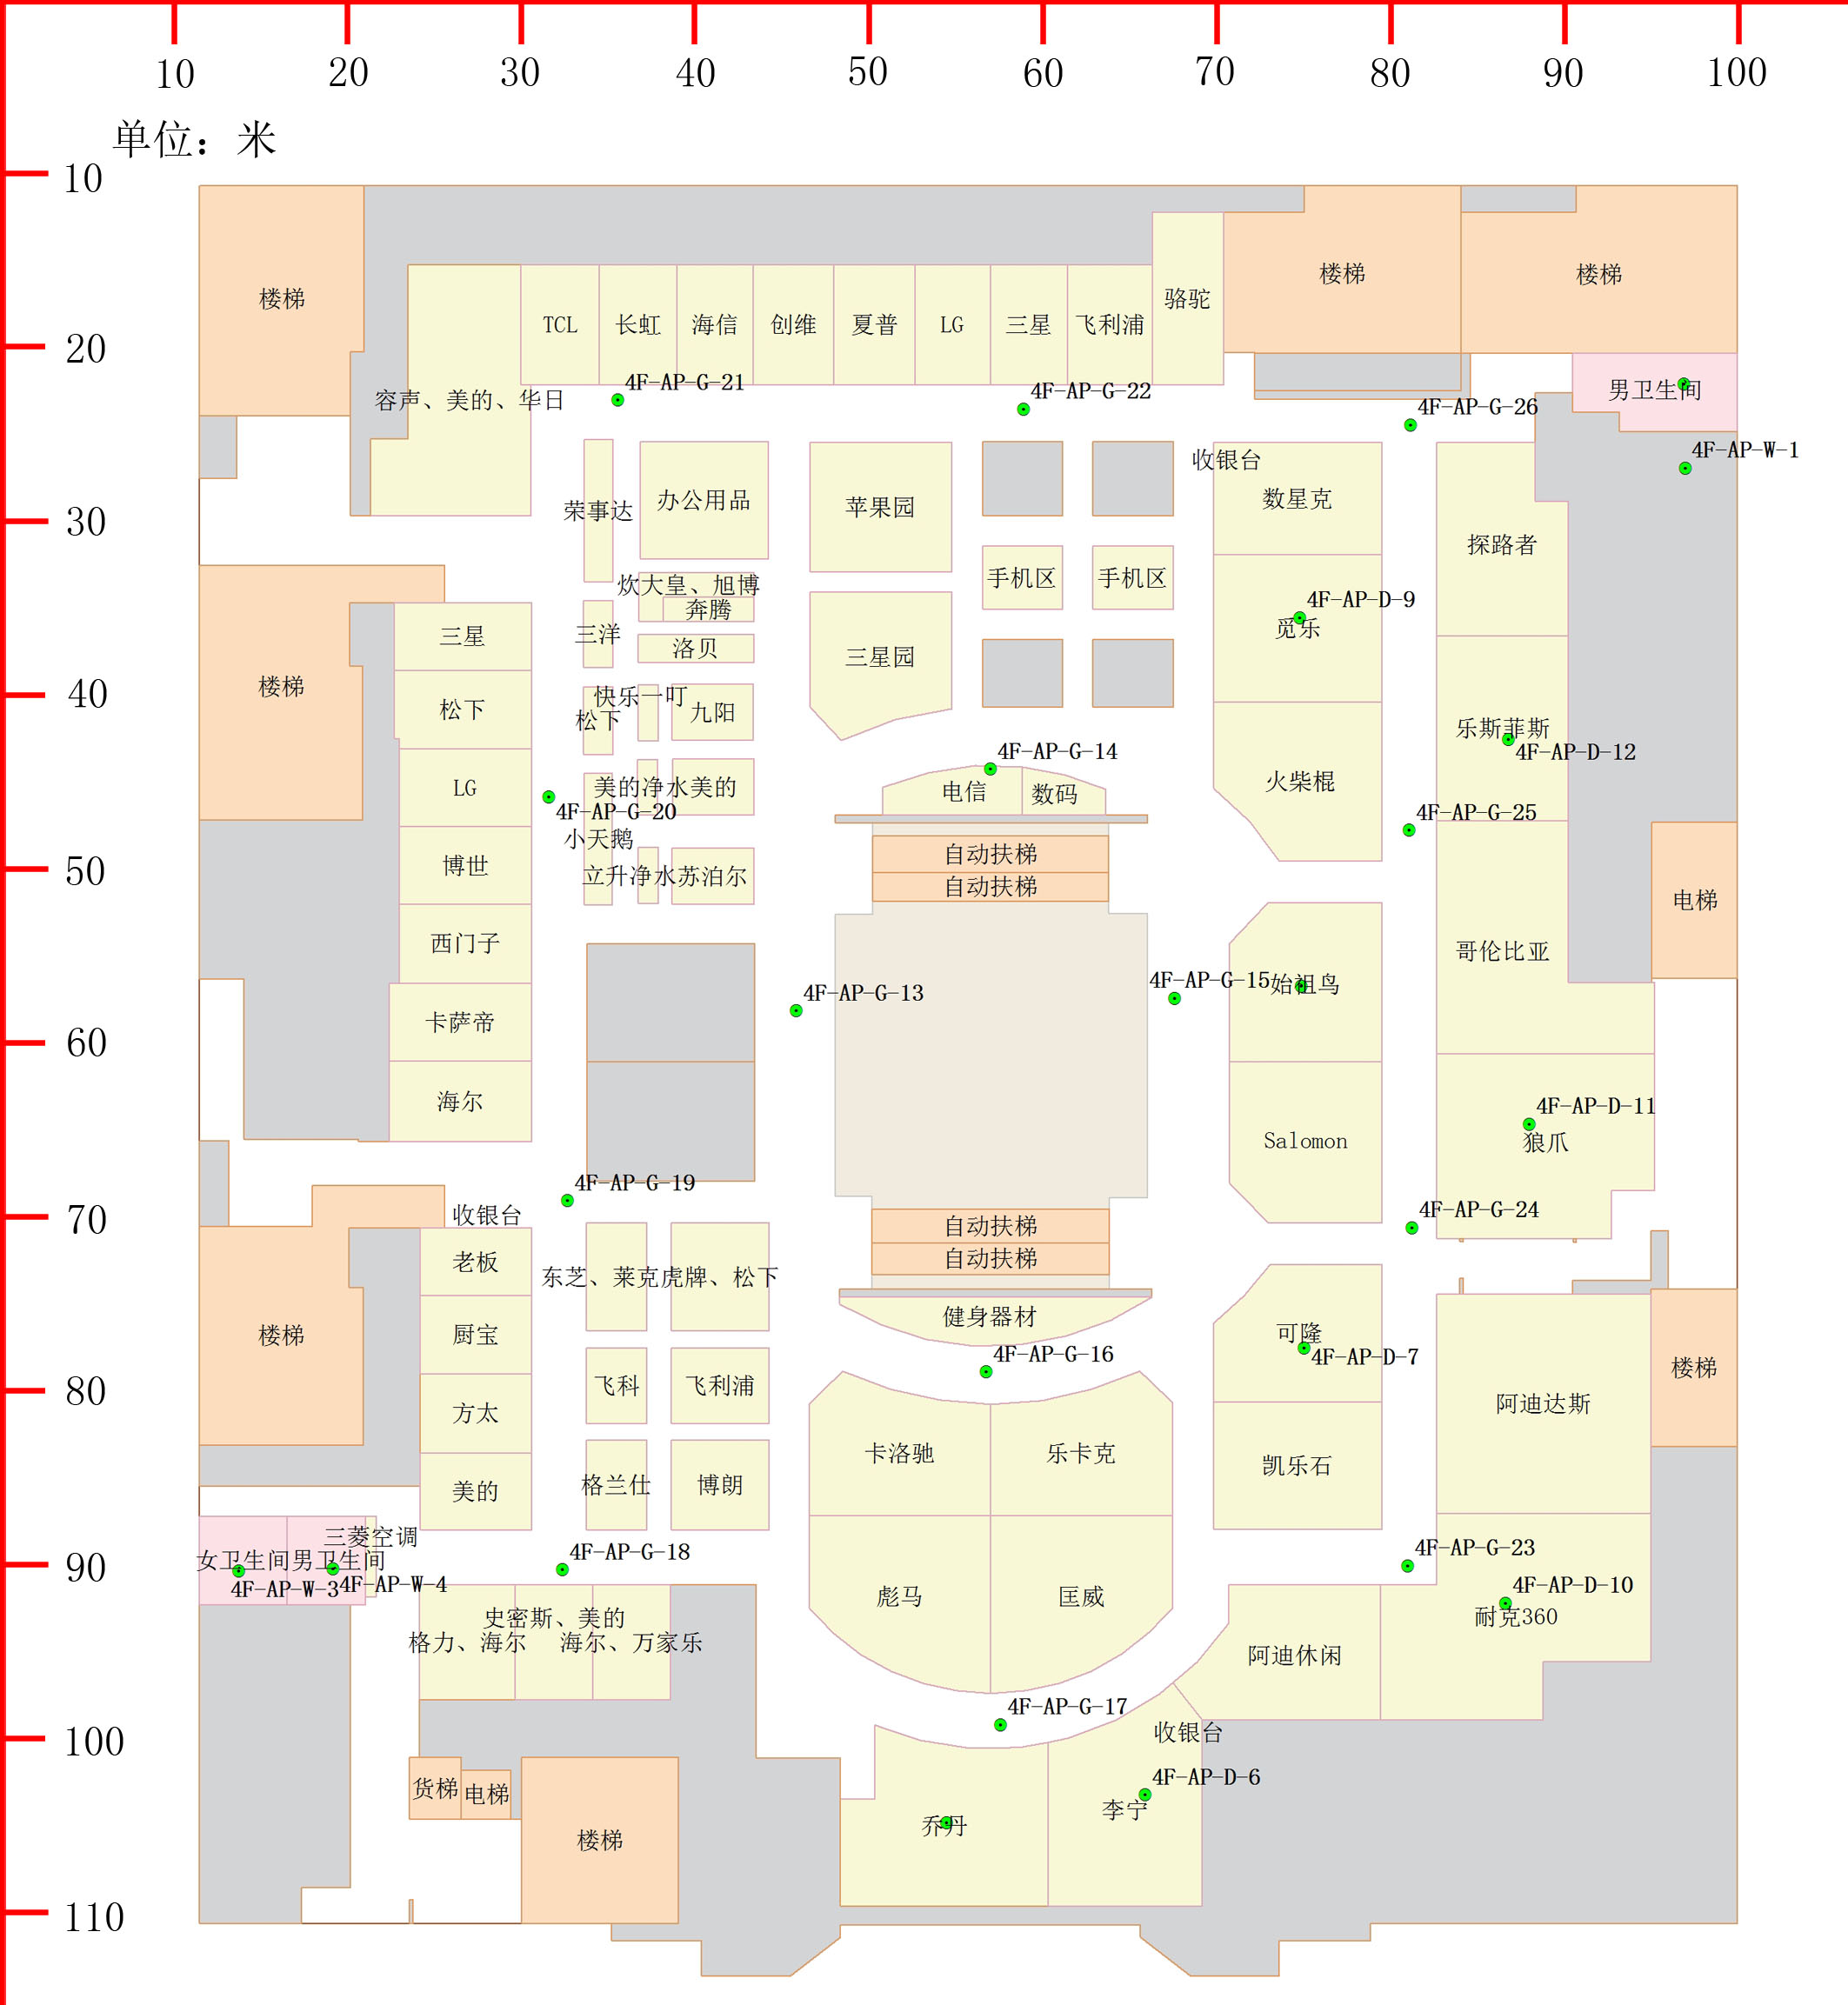 10 20 30 40 50 60 70 80 90 100
单位：米
10
20
30
40
50
60
70
80
90
100
110
楼梯
楼梯
楼梯
骆驼
TCL
长虹
海信
创维
夏普
LG
三星
飞利浦
4F-AP-G-21
4F-AP-G-22
容声、美的、华日
男卫生间
4F-AP-G-26
4F-AP-W-1
收银台
数星克
荣事达
办公用品
苹果园
探路者
手机区
手机区
炊大皇、旭博
奔腾
4F-AP-D-9
觅乐
三星
三洋
洛贝
三星园
楼梯
松下
快乐一叮
松下
九阳
乐斯菲斯
4F-AP-D-12
4F-AP-G-14
电信
数码
火柴棍
LG
美的净水
美的
4F-AP-G-20
4F-AP-G-25
小天鹅
博世
立升净水
苏泊尔
自动扶梯
自动扶梯
电梯
西门子
哥伦比亚
4F-AP-G-13
4F-AP-G-15
始祖鸟
卡萨帝
海尔
Salomon
4F-AP-D-11
狼爪
4F-AP-G-19
4F-AP-G-24
收银台
自动扶梯
自动扶梯
老板
东芝、莱克
虎牌、松下
健身器材
楼梯
厨宝
可隆
4F-AP-D-7
4F-AP-G-16
楼梯
飞科
飞利浦
方太
阿迪达斯
卡洛驰
乐卡克
凯乐石
美的
格兰仕
博朗
三菱空调
女卫生间
男卫生间
4F-AP-W-3
4F-AP-W-4
4F-AP-G-18
4F-AP-G-23
4F-AP-D-10
耐克360
彪马
匡威
史密斯、美的
格力、海尔
海尔、万家乐
阿迪休闲
4F-AP-G-17
收银台
货梯
电梯
4F-AP-D-6
李宁
乔丹
楼梯